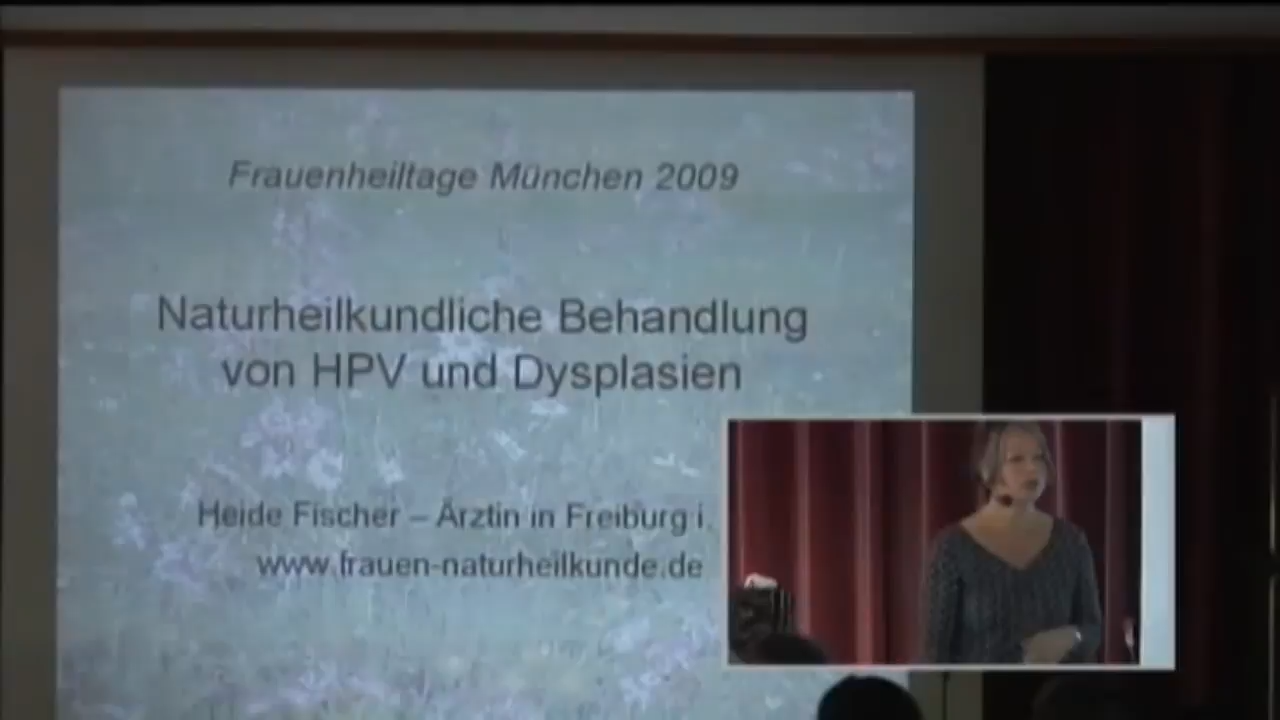 Frauenheiltage München 2009
Naturheilkundliche Behandlung
von HPV und Dysplasien
Heide Fischer – Ärztin in Freiburg i.
www.frauen-naturheilkunde.de